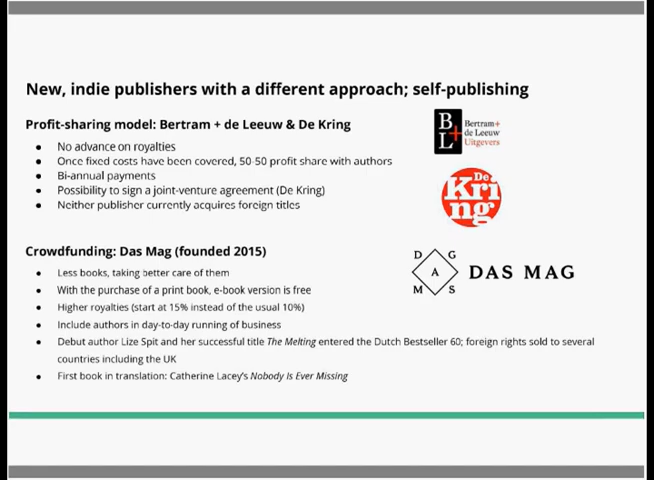 New, indie publishers with a different approach; self-publishing
Profit-sharing model: Bertram + de Leeuw & De Kring
• No advance on royalties
• Once fixed costs have been covered, 50-50 profit share with authors
• Bi-annual payments
• Possibility to sign a joint-venture agreement (De Kring)
• Neither publisher currently acquires foreign titles
B+L Bertram+
de Leeuw
Uitgevers
De
Kri
ng
Crowdfunding: Das Mag (founded 2015)
• Less books, taking better care of them
• With the purchase of a print book, e-book version is free
• Higher royalties (start at 15% instead of the usual 10%)
• Include authors in day-to-day running of business
• Debut author Lize Spit and her successful title The Melting entered the Dutch Bestseller 60; foreign rights sold to several
countries including the UK
• First book in translation: Catherine Lacey's Nobody Is Ever Missing
D G
A
M S
DAS MAG